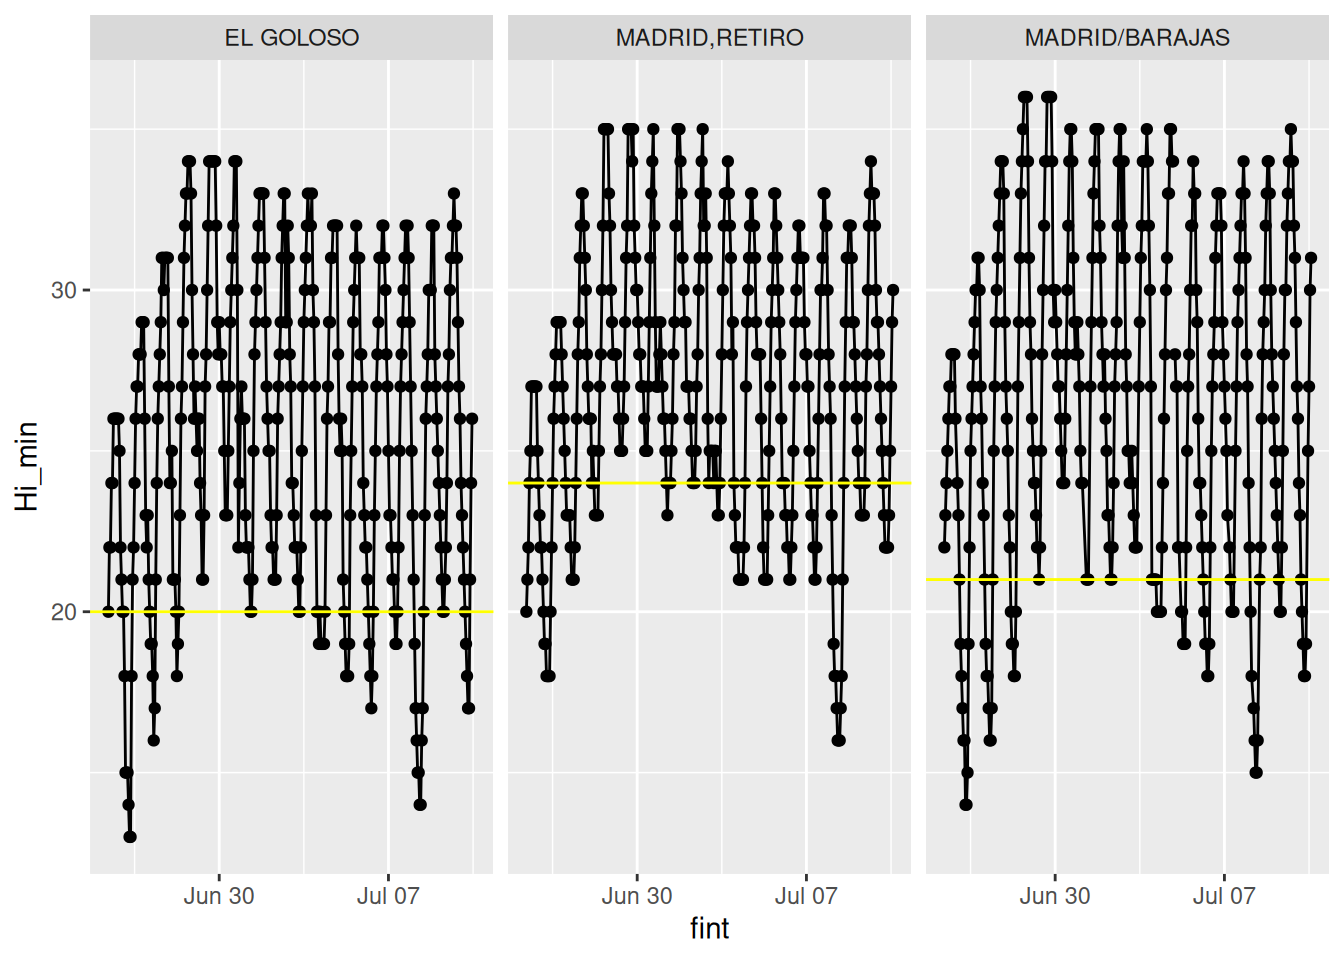 EL GOLOSO
MADRID,RETIRO
MADRID/BARAJAS
Hi_min
30
20
Jun 30
Jul 07
Jun 30
Jul 07
Jun 30
Jul 07
fint